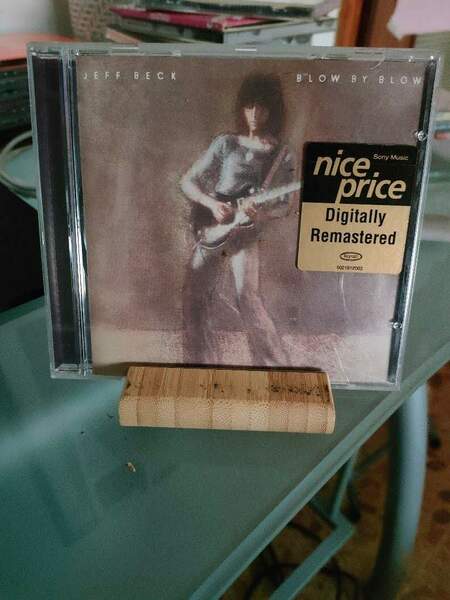 JEFF BECK
BLOW BY BLOW
Sony Music
nice
price
Digitally
Remastered